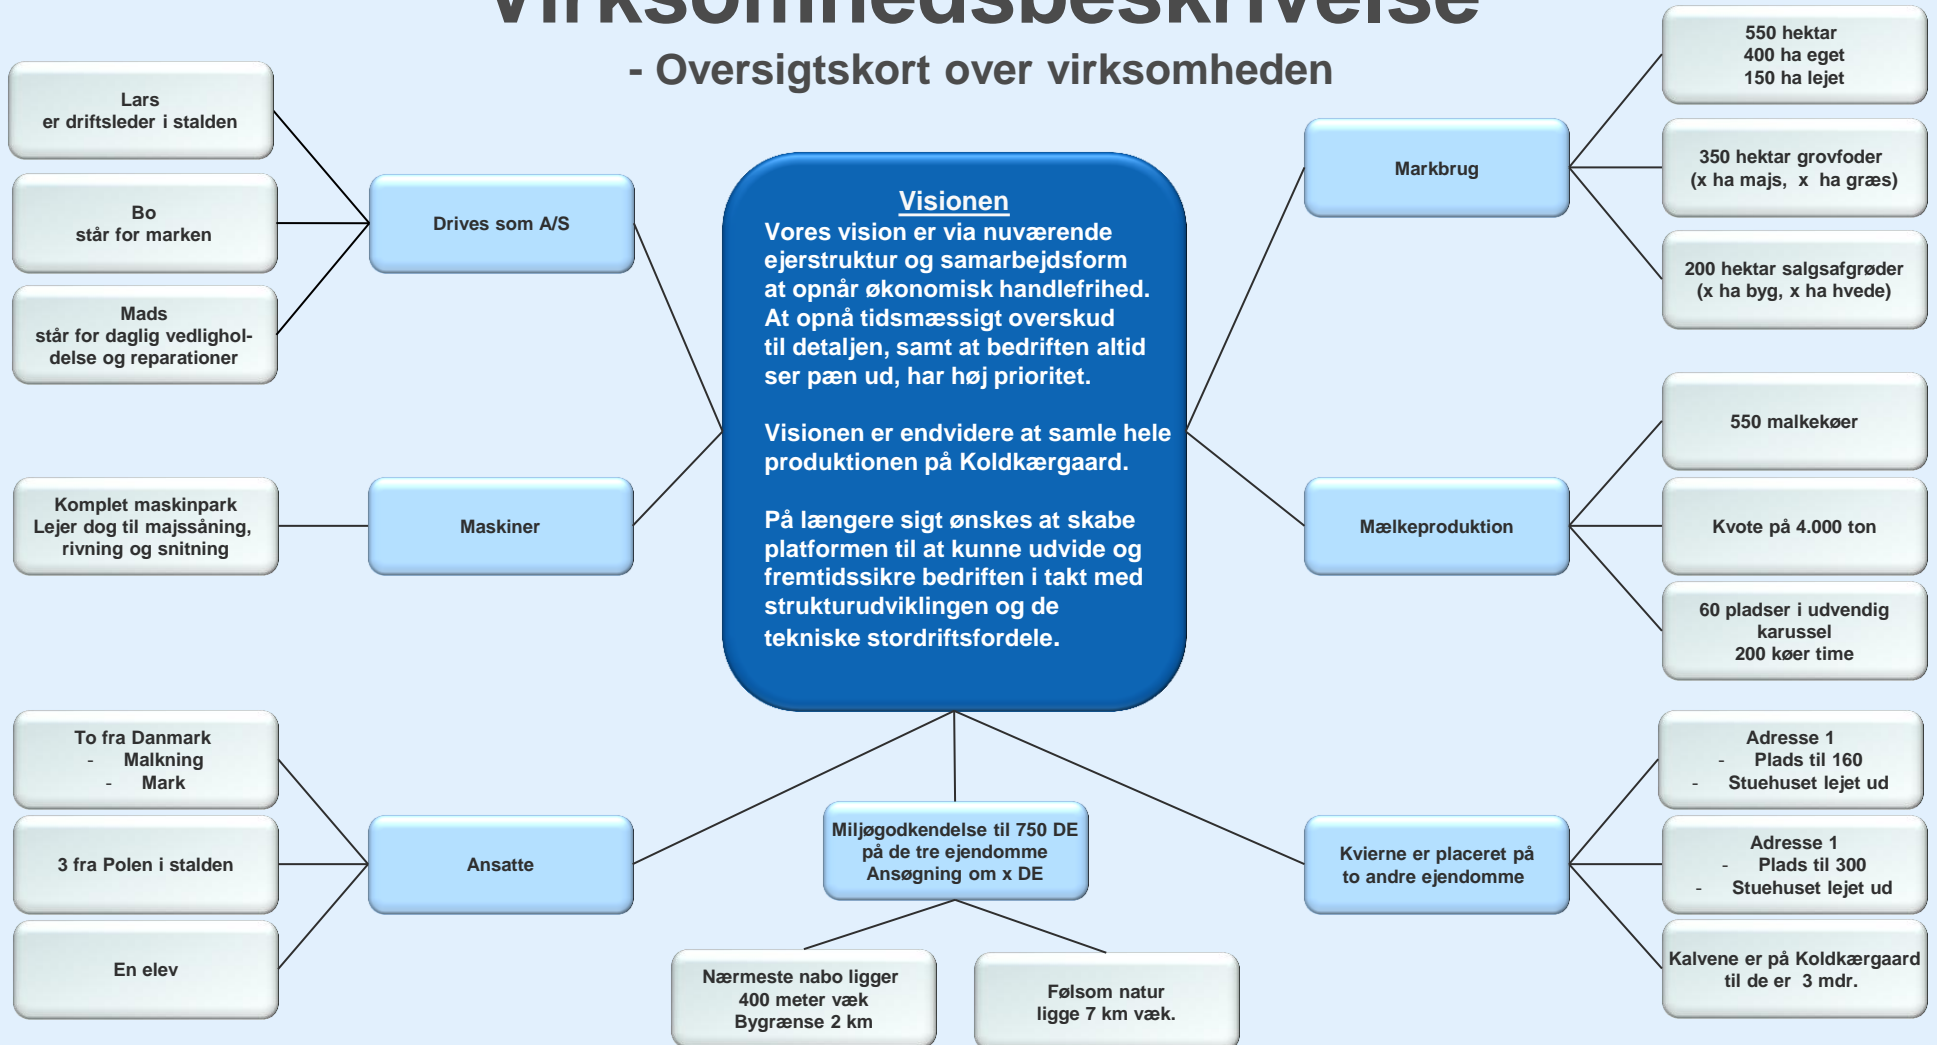 Virksomhedsbeskrivelse
- Oversigtskort over virksomheden
Lars
er driftsleder i stalden
Bo
står for marken
Mads
står for daglig vedlighol-
delse og reparationer
Drives som A/S
Komplet maskinpark
Lejer dog til majssåning,
rivning og snitning
Maskiner
To fra Danmark
- Malkning
- Mark
3 fra Polen i stalden
En elev
Ansatte
Visionen
Vores vision er via nuværende
ejerstruktur og samarbejdsform
at opnår økonomisk handlefrihed.
At opnå tidsmæssigt overskud
til detaljen, samt at bedriften altid
ser pæn ud, har høj prioritet.
Visionen er endvidere at samle hele
produktionen på Koldkærgaard.
På længere sigt ønskes at skabe
platformen til at kunne udvide og
fremtidssikre bedriften i takt med
strukturudviklingen og de
tekniske stordriftsfordele.
Miljøgodkendelse til 750 DE
på de tre ejendomme
Ansøgning om x DE
Nærmeste nabo ligger
400 meter væk
Bygrænse 2 km
Følsom natur
ligge 7 km væk.
Markbrug
550 hektar
400 ha eget
150 ha lejet
350 hektar grovfoder
(x ha majs, x ha græs)
200 hektar salgsafgrøder
(x ha byg, x ha hvede)
Mælkeproduktion
550 malkekøer
Kvote på 4.000 ton
60 pladser i udvendig
karussel
200 køer time
Kvierne er placeret på
to andre ejendomme
Adresse 1
- Plads til 160
- Stuehuset lejet ud
Adresse 1
- Plads til 300
- Stuehuset lejet ud
Kalvene er på Koldkærgaard
til de er 3 mdr.